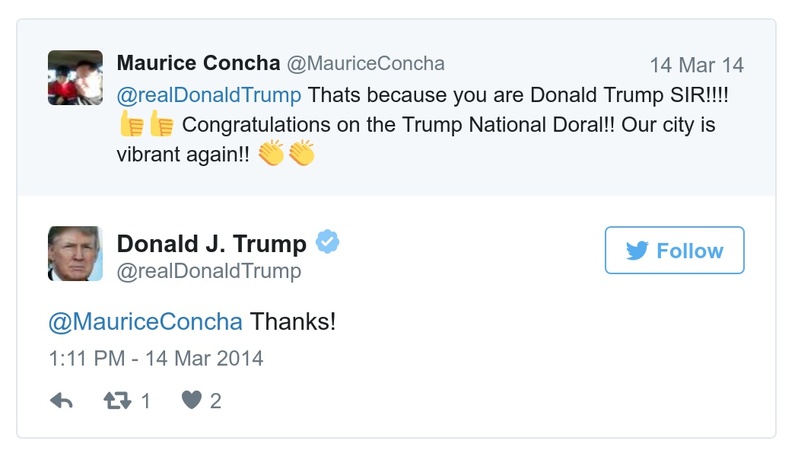 Maurice Concha @MauriceConcha 14 Mar 14
@realDonaldTrump Thats because you are Donald Trump SIR!!!!
👍👍 Congratulations on the Trump National Doral!! Our city is
vibrant again!! 👏👏
Donald J. Trump
Follow
@realDonaldTrump
@MauriceConcha Thanks!
1:11 PM - 14 Mar 2014
1 2